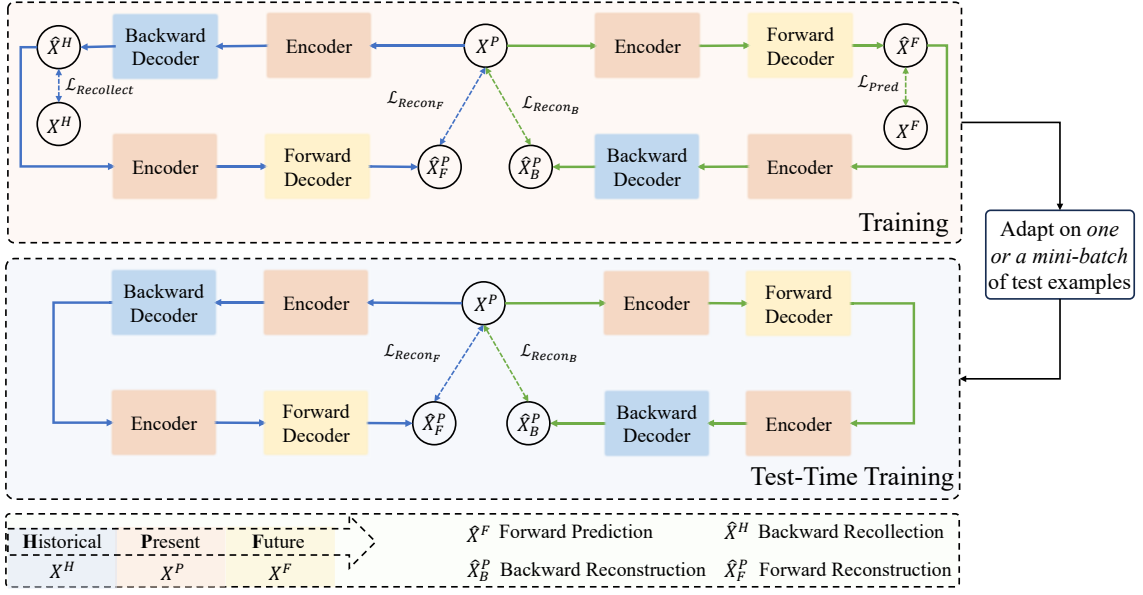 X̂^H
Backward
Decoder
Encoder
X^P
Encoder
Forward
Decoder
X̂^F
ℒ_Recollect
ℒ_Recon_F
ℒ_Recon_B
ℒ_Pred
X^H
X^F
Encoder
Forward
Decoder
X̂_F^P
X̂_B^P
Backward
Decoder
Encoder
Training
Adapt on one
or a mini-batch
of test examples
Backward
Decoder
Encoder
X^P
Encoder
Forward
Decoder
ℒ_Recon_F
ℒ_Recon_B
Encoder
Forward
Decoder
X̂_F^P
X̂_B^P
Backward
Decoder
Encoder
Test-Time Training
Historical Present Future
X^H X^P X^F
X̂^F Forward Prediction
X̂^H Backward Recollection
X̂_B^P Backward Reconstruction
X̂_F^P Forward Reconstruction